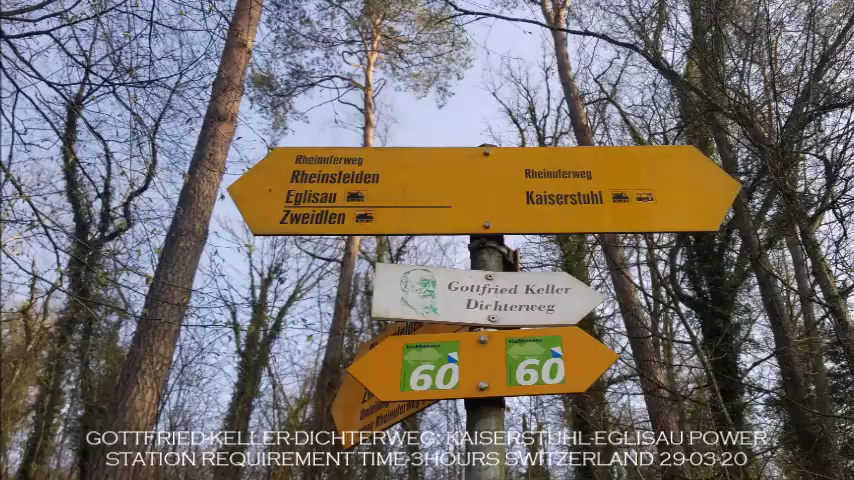 Rheinuferweg
Rheinsfelden
Eglisau
Zweidlen
Rheinuferweg
Kaiserstuhl
Gottfried Keller
Dichterweg
60
60
GOTTFRIED-KELLER-DICHTERWEG: KAISERSTUHL-EGLISAU POWER
STATION REQUIREMENT TIME-3HOURS SWITZERLAND 29-03-20